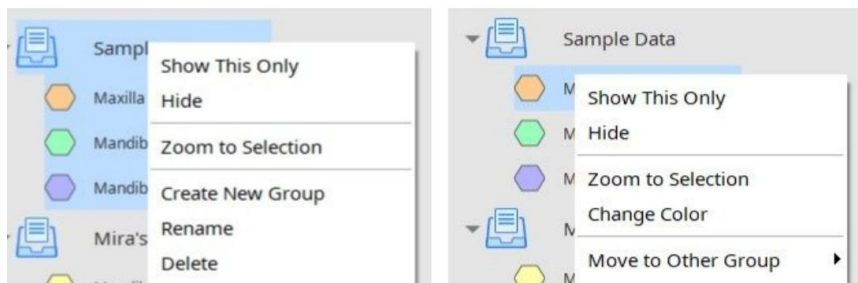 Sampl
Show This Only
Maxilla
Hide
Mandib
Zoom to Selection
Mandib
Create New Group
Rename
Mira's
Delete
Sample Data
M
Show This Only
M
Hide
M
Zoom to Selection
Change Color
M
Move to Other Group
M